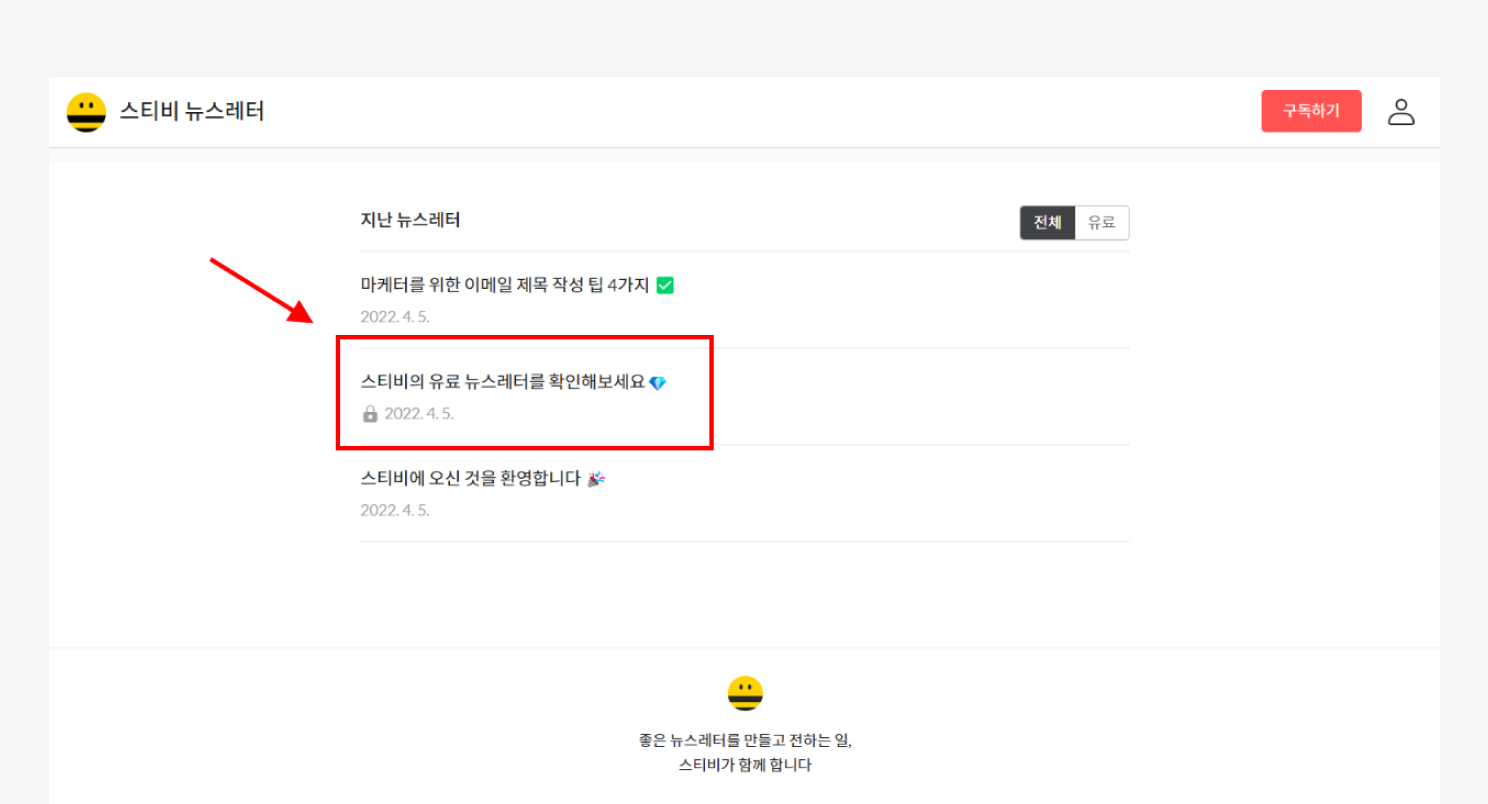 스티비 뉴스레터
구독하기
지난 뉴스레터
전체 유료
마케터를 위한 이메일 제목 작성 팁 4가지 ✅
2022. 4. 5.
스티비의 유료 뉴스레터를 확인해보세요 💎
2022. 4. 5.
스티비에 오신 것을 환영합니다 🎉
2022. 4. 5.
좋은 뉴스레터를 만들고 전하는 일,
스티비가 함께 합니다